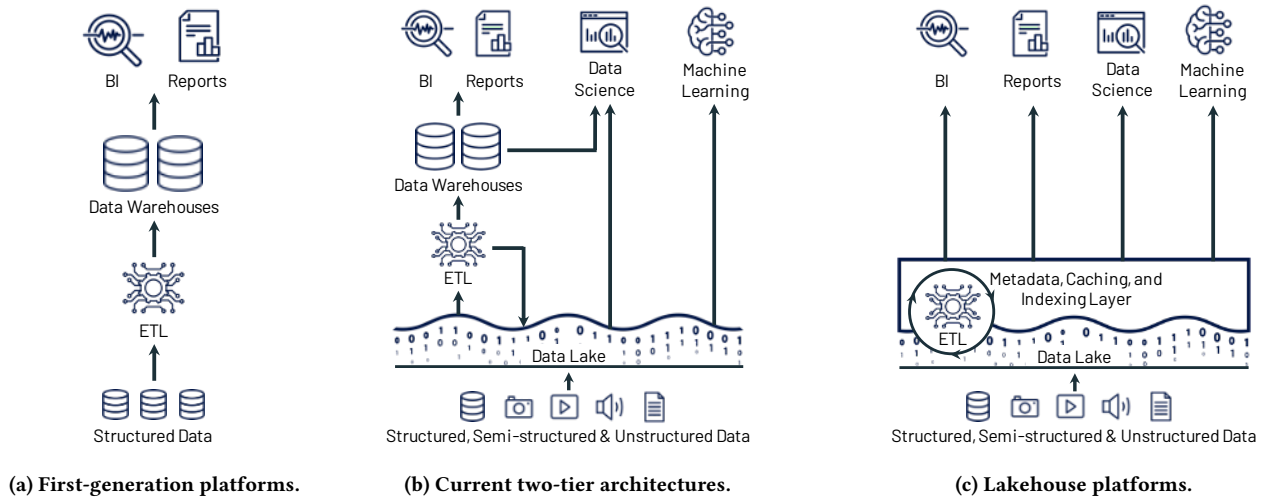 BI
Reports
Data Warehouses
ETL
Structured Data
(a) First-generation platforms.
BI
Reports
Data
Science
Machine
Learning
Data Warehouses
ETL
Data Lake
Structured, Semi-structured & Unstructured Data
(b) Current two-tier architectures.
BI
Reports
Data
Science
Machine
Learning
Metadata, Caching, and
Indexing Layer
ETL
Data Lake
Structured, Semi-structured & Unstructured Data
(c) Lakehouse platforms.